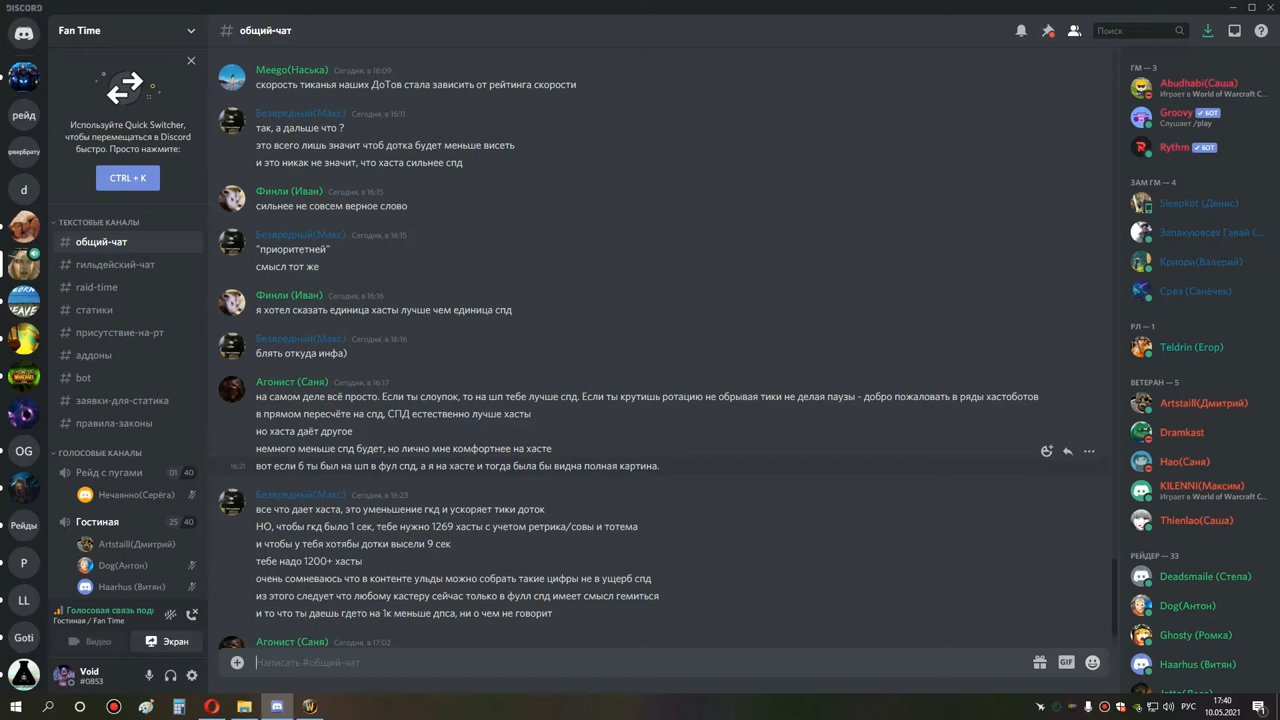 DISCORD
Fan Time
Используйте Quick Switcher,
чтобы перемещаться в Discord
быстро. Просто нажмите:
CTRL + K
ТЕКСТОВЫЕ КАНАЛЫ
общий-чат
гильдейский-чат
raid-time
статики
присутствие-на-рт
аддоны
bot
заявки-для-статика
правила-законы
ГОЛОСОВЫЕ КАНАЛЫ
Рейд с пугами 01 40
Нечаянно(Серёга)
Гостиная 25 40
Artstaill(Дмитрий)
Dog(Антон)
Haarhus (Витян)
Голосовая связь подк
Гостиная / Fan Time
Видео
Экран
Void
#0853
рейд
d
OG
Рейды
P
LL
Goti
# общий-чат
Поиск
Meego(Наська) Сегодня, в 16:09
скорость тиканья наших ДоТов стала зависить от рейтинга скорости
Безвредный(Макс) Сегодня, в 16:11
так, а дальше что ?
это всего лишь значит чтоб дотка будет меньше висеть
и это никак не значит, что хаста сильнее спд
Финли (Иван) Сегодня, в 16:15
сильнее не совсем верное слово
Безвредный(Макс) Сегодня, в 16:15
"приоритетней"
смысл тот же
Финли (Иван) Сегодня, в 16:16
я хотел сказать единица хасты лучше чем единица спд
Безвредный(Макс) Сегодня, в 16:16
блять откуда инфа)
Агонист (Саня) Сегодня, в 16:17
на самом деле всё просто. Если ты слоупок, то на шп тебе лучше спд. Если ты крутишь ротацию не обрывая тики не делая паузы - добро пожаловать в ряды хастоботов
в прямом пересчёте на спд, СПД естественно лучше хасты
но хаста даёт другое
немного меньше спд будет, но лично мне комфортнее на хасте
16:21 вот если б ты был на шп в фул спд, а я на хасте и тогда была бы видна полная картина.
Безвредный(Макс) Сегодня, в 16:23
все что дает хаста, это уменьшение гкд и ускоряет тики доток
НО, чтобы гкд было 1 сек, тебе нужно 1269 хасты с учетом ретрика/совы и тотема
и чтобы у тебя хотябы дотки высели 9 сек
тебе надо 1200+ хасты
очень сомневаюсь что в контенте ульды можно собрать такие цифры не в ущерб спд
из этого следует что любому кастеру сейчас только в фулл спд имеет смысл гемиться
и то что ты даешь гдето на 1к меньше дпса, ни о чем не говорит
Агонист (Саня) Сегодня, в 17:02
Написать #общий-чат
GIF
ГМ — 3
Abudhabi(Саша)
Играет в World of Warcraft C...
Groovy БОТ
Слушает /play
Rythm БОТ
ЗАМ ГМ — 4
Sleepkot (Денис)
Запакуювсех Гавай (...
Криори(Валерий)
Срез (Санёчек)
РЛ — 1
Teldrin (Егор)
ВЕТЕРАН — 5
Artstaill(Дмитрий)
Dramkast
Нао(Саня)
KILENNI(Максим)
Играет в World of Warcraft C...
Thienlao(Саша)
РЕЙДЕР — 33
Deadsmaile (Степа)
Dog(Антон)
Ghosty (Ромка)
Haarhus (Витян)
РУС
17:40
10.05.2021